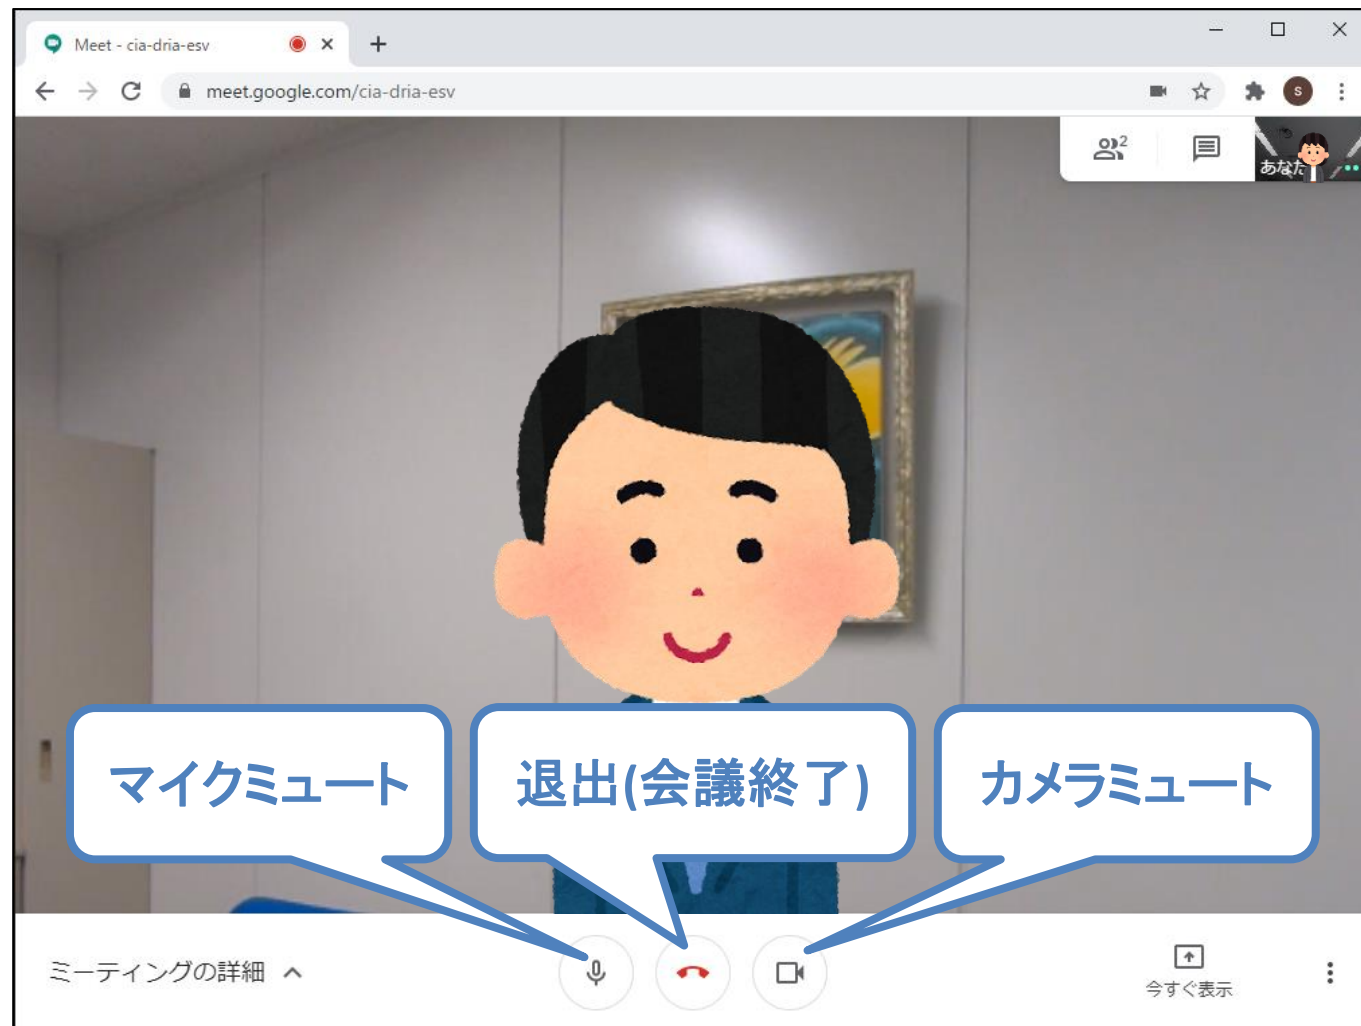 Meet - cia-dria-esv
meet.google.com/cia-dria-esv
S
2
あなた
マイクミュート
退出(会議終了)
カメラミュート
ミーティングの詳細
今すぐ表示